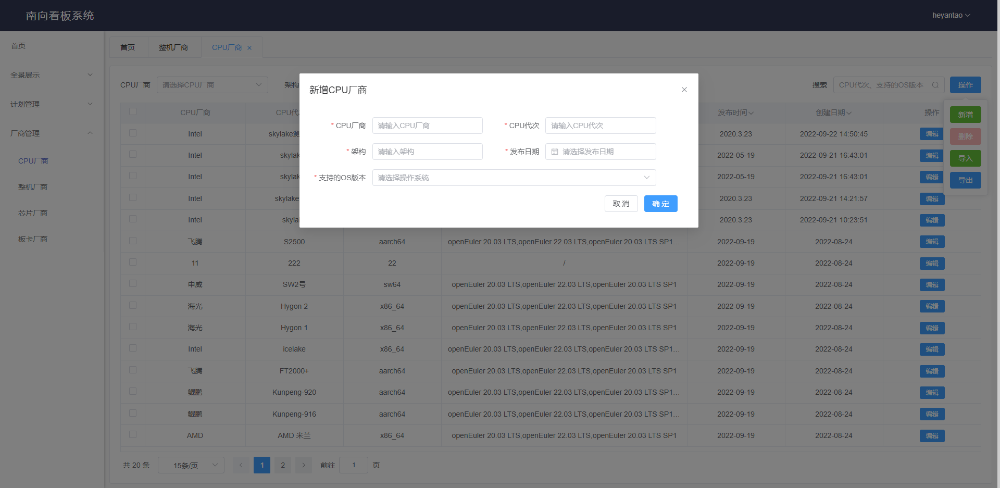 南向看板系统
heyantao
首页
全景展示
计划管理
厂商管理
CPU厂商
整机厂商
芯片厂商
板卡厂商
首页 整机厂商 CPU厂商
CPU厂商 请选择CPU厂商 架构 搜索 CPU代次、支持的OS版本 操作
新增
删除
导入
导出
新增CPU厂商
* CPU厂商 请输入CPU厂商 * CPU代次 请输入CPU代次
* 架构 请输入架构 * 发布日期 请选择发布日期
* 支持的OS版本 请选择操作系统
取消 确定
CPU厂商 CPU代 发布时间 创建日期 操作
Intel skylake测 2020.3.23 2022-09-22 14:50:45 编辑
Intel skylak 2022-05-19 2022-09-21 16:43:01 编辑
Intel skylak 2022-05-19 2022-09-21 16:43:01 编辑
Intel skylake 2020.3.23 2022-09-21 14:21:57 编辑
Intel skylal 2020.3.23 2022-09-21 10:23:51 编辑
飞腾 S2500 aarch64 openEuler 20.03 LTS,openEuler 22.03 LTS,openEuler 20.03 LTS SP1... 2022-09-19 2022-08-24 编辑
11 222 22 / 2022-09-19 2022-08-24 编辑
申威 SW2号 sw64 openEuler 20.03 LTS,openEuler 22.03 LTS,openEuler 20.03 LTS SP1 2022-09-19 2022-08-24 编辑
海光 Hygon 2 x86_64 openEuler 20.03 LTS,openEuler 22.03 LTS,openEuler 20.03 LTS SP1 2022-09-19 2022-08-24 编辑
海光 Hygon 1 x86_64 openEuler 20.03 LTS,openEuler 22.03 LTS,openEuler 20.03 LTS SP1 2022-09-19 2022-08-24 编辑
Intel icelake x86_64 openEuler 20.03 LTS,openEuler 22.03 LTS,openEuler 20.03 LTS SP1... 2022-09-19 2022-08-24 编辑
飞腾 FT2000+ aarch64 openEuler 20.03 LTS,openEuler 22.03 LTS,openEuler 20.03 LTS SP1 2022-09-19 2022-08-24 编辑
鲲鹏 Kunpeng-920 aarch64 openEuler 20.03 LTS,openEuler 22.03 LTS,openEuler 20.03 LTS SP1... 2022-09-19 2022-08-24 编辑
鲲鹏 Kunpeng-916 aarch64 openEuler 20.03 LTS,openEuler 22.03 LTS,openEuler 20.03 LTS SP1... 2022-09-19 2022-08-24 编辑
AMD AMD 米兰 x86_64 openEuler 20.03 LTS,openEuler 22.03 LTS,openEuler 20.03 LTS SP1 2022-09-19 2022-08-24 编辑
共 20 条 15条/页 1 2 前往 1 页